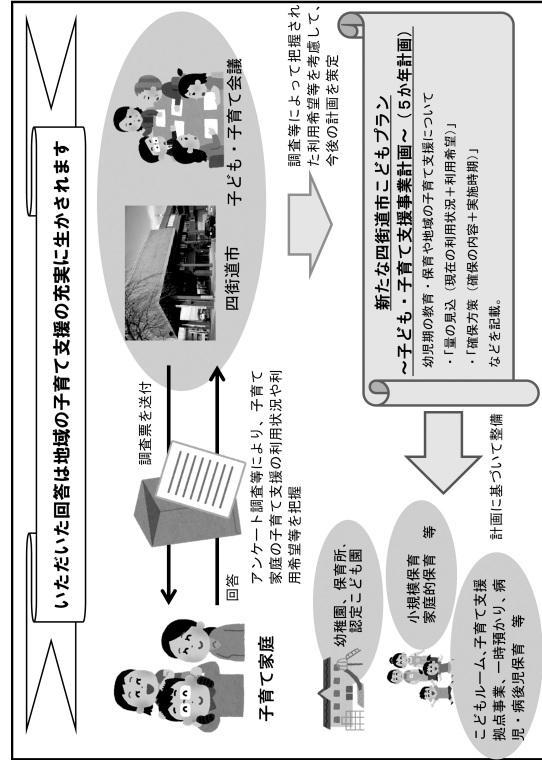 いただいた回答は地域の子育て支援の充実に生かされます
子育て家庭
調査票を送付
回答
アンケート調査等により、子育て
家庭の子育て支援の利用状況や利
用希望等を把握
四街道市
子ども・子育て会議
調査等によって把握され
た利用希望等を考慮して、
今後の計画を策定
新たな四街道市こどもプラン
～子ども・子育て支援事業計画～（５か年計画）
幼児期の教育・保育や地域の子育て支援について
・「量の見込（現在の利用状況＋利用希望）」
・「確保方策（確保の内容＋実施時期）」
などを記載。
計画に基づいて整備
幼稚園、保育所、
認定こども園
小規模保育
家庭的保育　等
こどもルーム、子育て支援
拠点事業、一時預かり、病
児・病後児保育　等